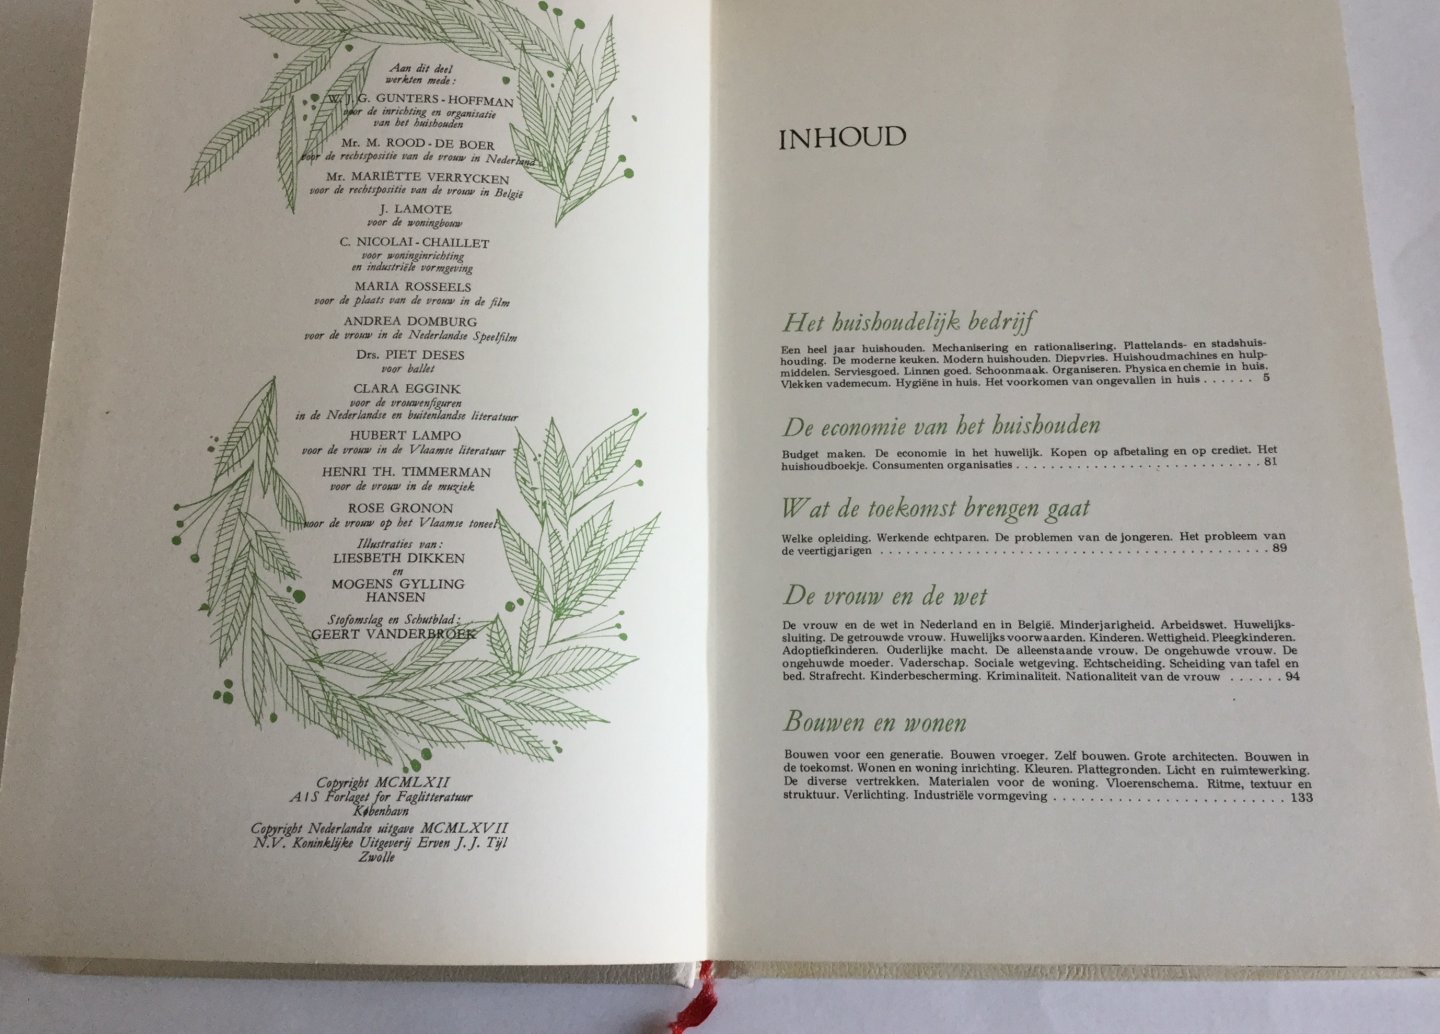 Aan dit deel
werkten mede:
W. J. G. GUNTERS-HOFFMAN
voor de inrichting en organisatie
van het huishouden
Mr. M. ROOD-DE BOER
voor de rechtspositie van de vrouw in Nederland
Mr. MARIËTTE VERRYCKEN
voor de rechtspositie van de vrouw in België
J. LAMOTE
voor de woningbouw
C. NICOLAI-CHAILLET
voor woninginrichting
en industriële vormgeving
MARIA ROSSEELS
voor de plaats van de vrouw in de film
ANDREA DOMBURG
voor de vrouw in de Nederlandse Speelfilm
Drs. PIET DESES
voor ballet
CLARA EGGINK
voor de vrouwenfiguren
in de Nederlandse en buitenlandse literatuur
HUBERT LAMPO
voor de vrouw in de Vlaamse literatuur
HENRI TH. TIMMERMAN
voor de vrouw in de muziek
ROSE GRONON
voor de vrouw op het Vlaamse toneel
Illustraties van:
LIESBETH DIKKEN
en
MOGENS GYLLING
HANSEN
Stofomslag en Schutblad:
GEERT VANDERBROEK
Copyright MCMLXII
A|S Forlaget for Faglitteratuur
København
Copyright Nederlandse uitgave MCMLXVII
N.V. Koninklijke Uitgeverij Erven J. J. Tijl
Zwolle
INHOUD
Het huishoudelijk bedrijf
Een heel jaar huishouden. Mechanisering en rationalisering. Plattelands- en stadshuis-
houding. De moderne keuken. Modern huishouden. Diepvries. Huishoudmachines en hulp-
middelen. Serviesgoed. Linnen goed. Schoonmaak. Organiseren. Physica en chemie in huis.
Vlekken vademecum. Hygiëne in huis. Het voorkomen van ongevallen in huis . . . . . . 5
De economie van het huishouden
Budget maken. De economie in het huwelijk. Kopen op afbetaling en op crediet. Het
huishoudboekje. Consumenten organisaties . . . . . . . . . . . . . . . . . . . . . . . . . . . 81
Wat de toekomst brengen gaat
Welke opleiding. Werkende echtparen. De problemen van de jongeren. Het probleem van
de veertigjarigen . . . . . . . . . . . . . . . . . . . . . . . . . . . . . . . . . . . . . . . . . . 89
De vrouw en de wet
De vrouw en de wet in Nederland en in België. Minderjarigheid. Arbeidswet. Huwelijks-
sluiting. De getrouwde vrouw. Huwelijks voorwaarden. Kinderen. Wettigheid. Pleegkinderen.
Adoptiefkinderen. Ouderlijke macht. De alleenstaande vrouw. De ongehuwde vrouw. De
ongehuwde moeder. Vaderschap. Sociale wetgeving. Echtscheiding. Scheiding van tafel en
bed. Strafrecht. Kinderbescherming. Kriminaliteit. Nationaliteit van de vrouw . . . . . . 94
Bouwen en wonen
Bouwen voor een generatie. Bouwen vroeger. Zelf bouwen. Grote architecten. Bouwen in
de toekomst. Wonen en woning inrichting. Kleuren. Plattegronden. Licht en ruimtewerking.
De diverse vertrekken. Materialen voor de woning. Vloerenschema. Ritme, textuur en
struktuur. Verlichting. Industriële vormgeving . . . . . . . . . . . . . . . . . . . . . . . . 133